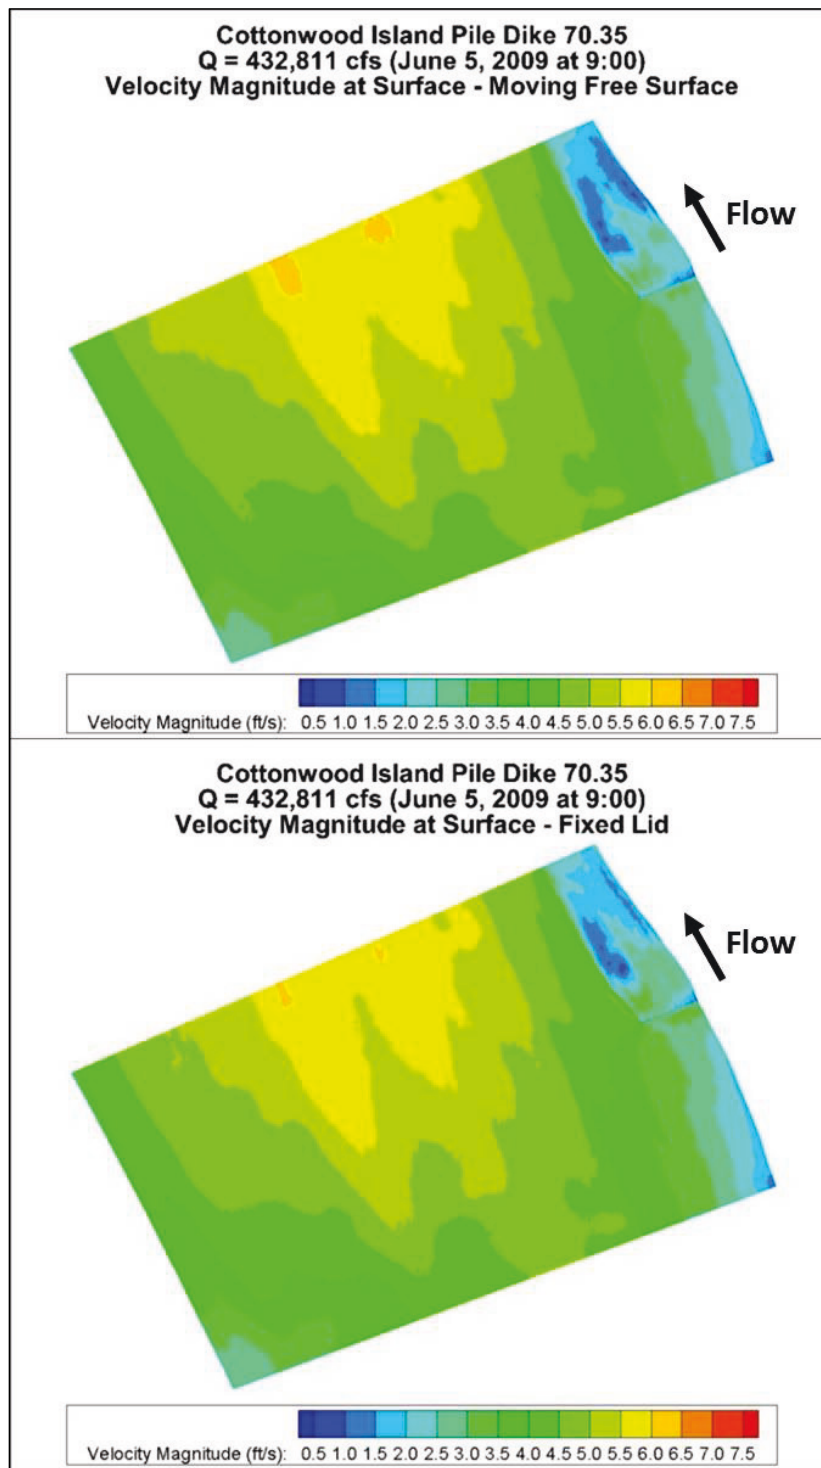 Cottonwood Island Pile Dike 70.35
Q = 432,811 cfs (June 5, 2009 at 9:00)
Velocity Magnitude at Surface - Moving Free Surface
Flow
Velocity Magnitude (ft/s): 0.5 1.0 1.5 2.0 2.5 3.0 3.5 4.0 4.5 5.0 5.5 6.0 6.5 7.0 7.5
Cottonwood Island Pile Dike 70.35
Q = 432,811 cfs (June 5, 2009 at 9:00)
Velocity Magnitude at Surface - Fixed Lid
Flow
Velocity Magnitude (ft/s): 0.5 1.0 1.5 2.0 2.5 3.0 3.5 4.0 4.5 5.0 5.5 6.0 6.5 7.0 7.5